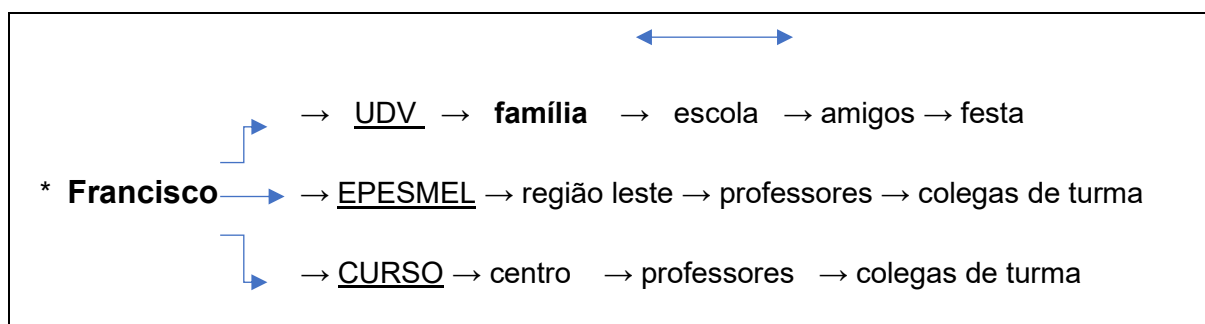 → UDV → família → escola → amigos → festa
* Francisco → EPESMEL → região leste → professores → colegas de turma
→ CURSO → centro → professores → colegas de turma